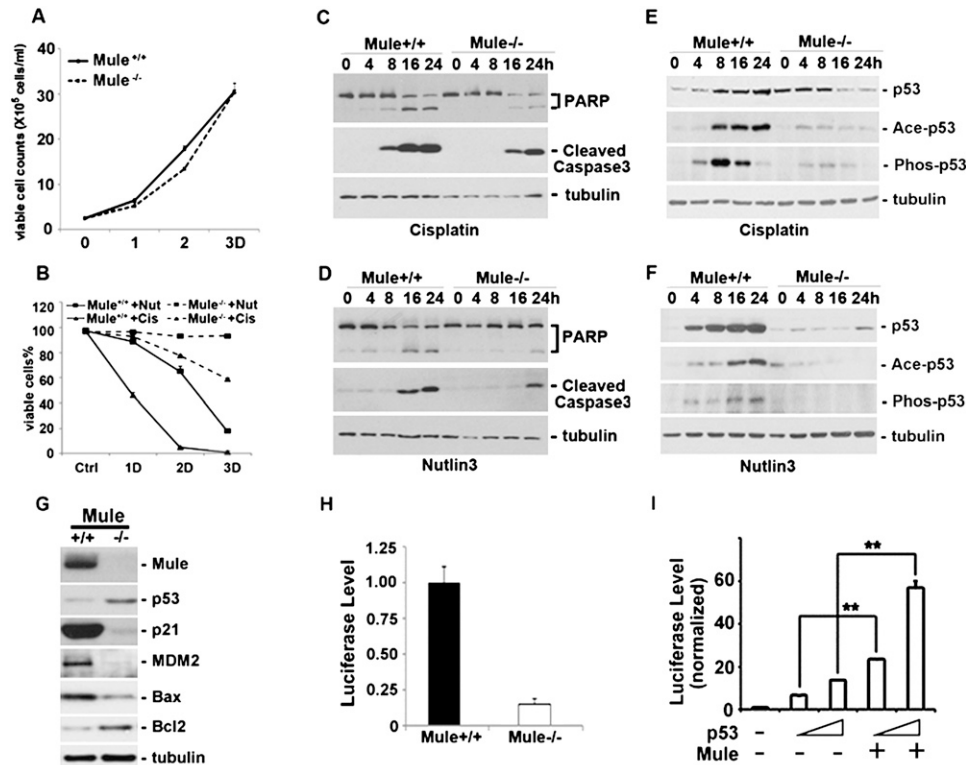 A
viable cell counts (X10⁵ cells/ml)
40
30
20
10
0
Mule+/+
Mule-/-
0 1 2 3D
B
viable cells%
120
100
80
60
40
20
0
Mule+/+ +Nut Mule-/- +Nut
Mule+/+ +Cis Mule-/- +Cis
Ctrl 1D 2D 3D
C
Mule+/+ Mule-/-
0 4 8 16 24 0 4 8 16 24h
PARP
- Cleaved
Caspase3
- tubulin
Cisplatin
D
Mule+/+ Mule-/-
0 4 8 16 24 0 4 8 16 24h
PARP
- Cleaved
Caspase3
- tubulin
Nutlin3
E
Mule+/+ Mule-/-
0 4 8 16 24 0 4 8 16 24h
- p53
- Ace-p53
- Phos-p53
- tubulin
Cisplatin
F
Mule+/+ Mule-/-
0 4 8 16 24 0 4 8 16 24h
- p53
- Ace-p53
- Phos-p53
- tubulin
Nutlin3
G
Mule
+/+ -/-
- Mule
- p53
- p21
- MDM2
- Bax
- Bcl2
- tubulin
H
Luciferase Level
1.25
1.00
0.75
0.50
0.25
0
Mule+/+ Mule-/-
I
Luciferase Level
(normalized)
60
40
20
0
**
**
p53 –
Mule – – – + +